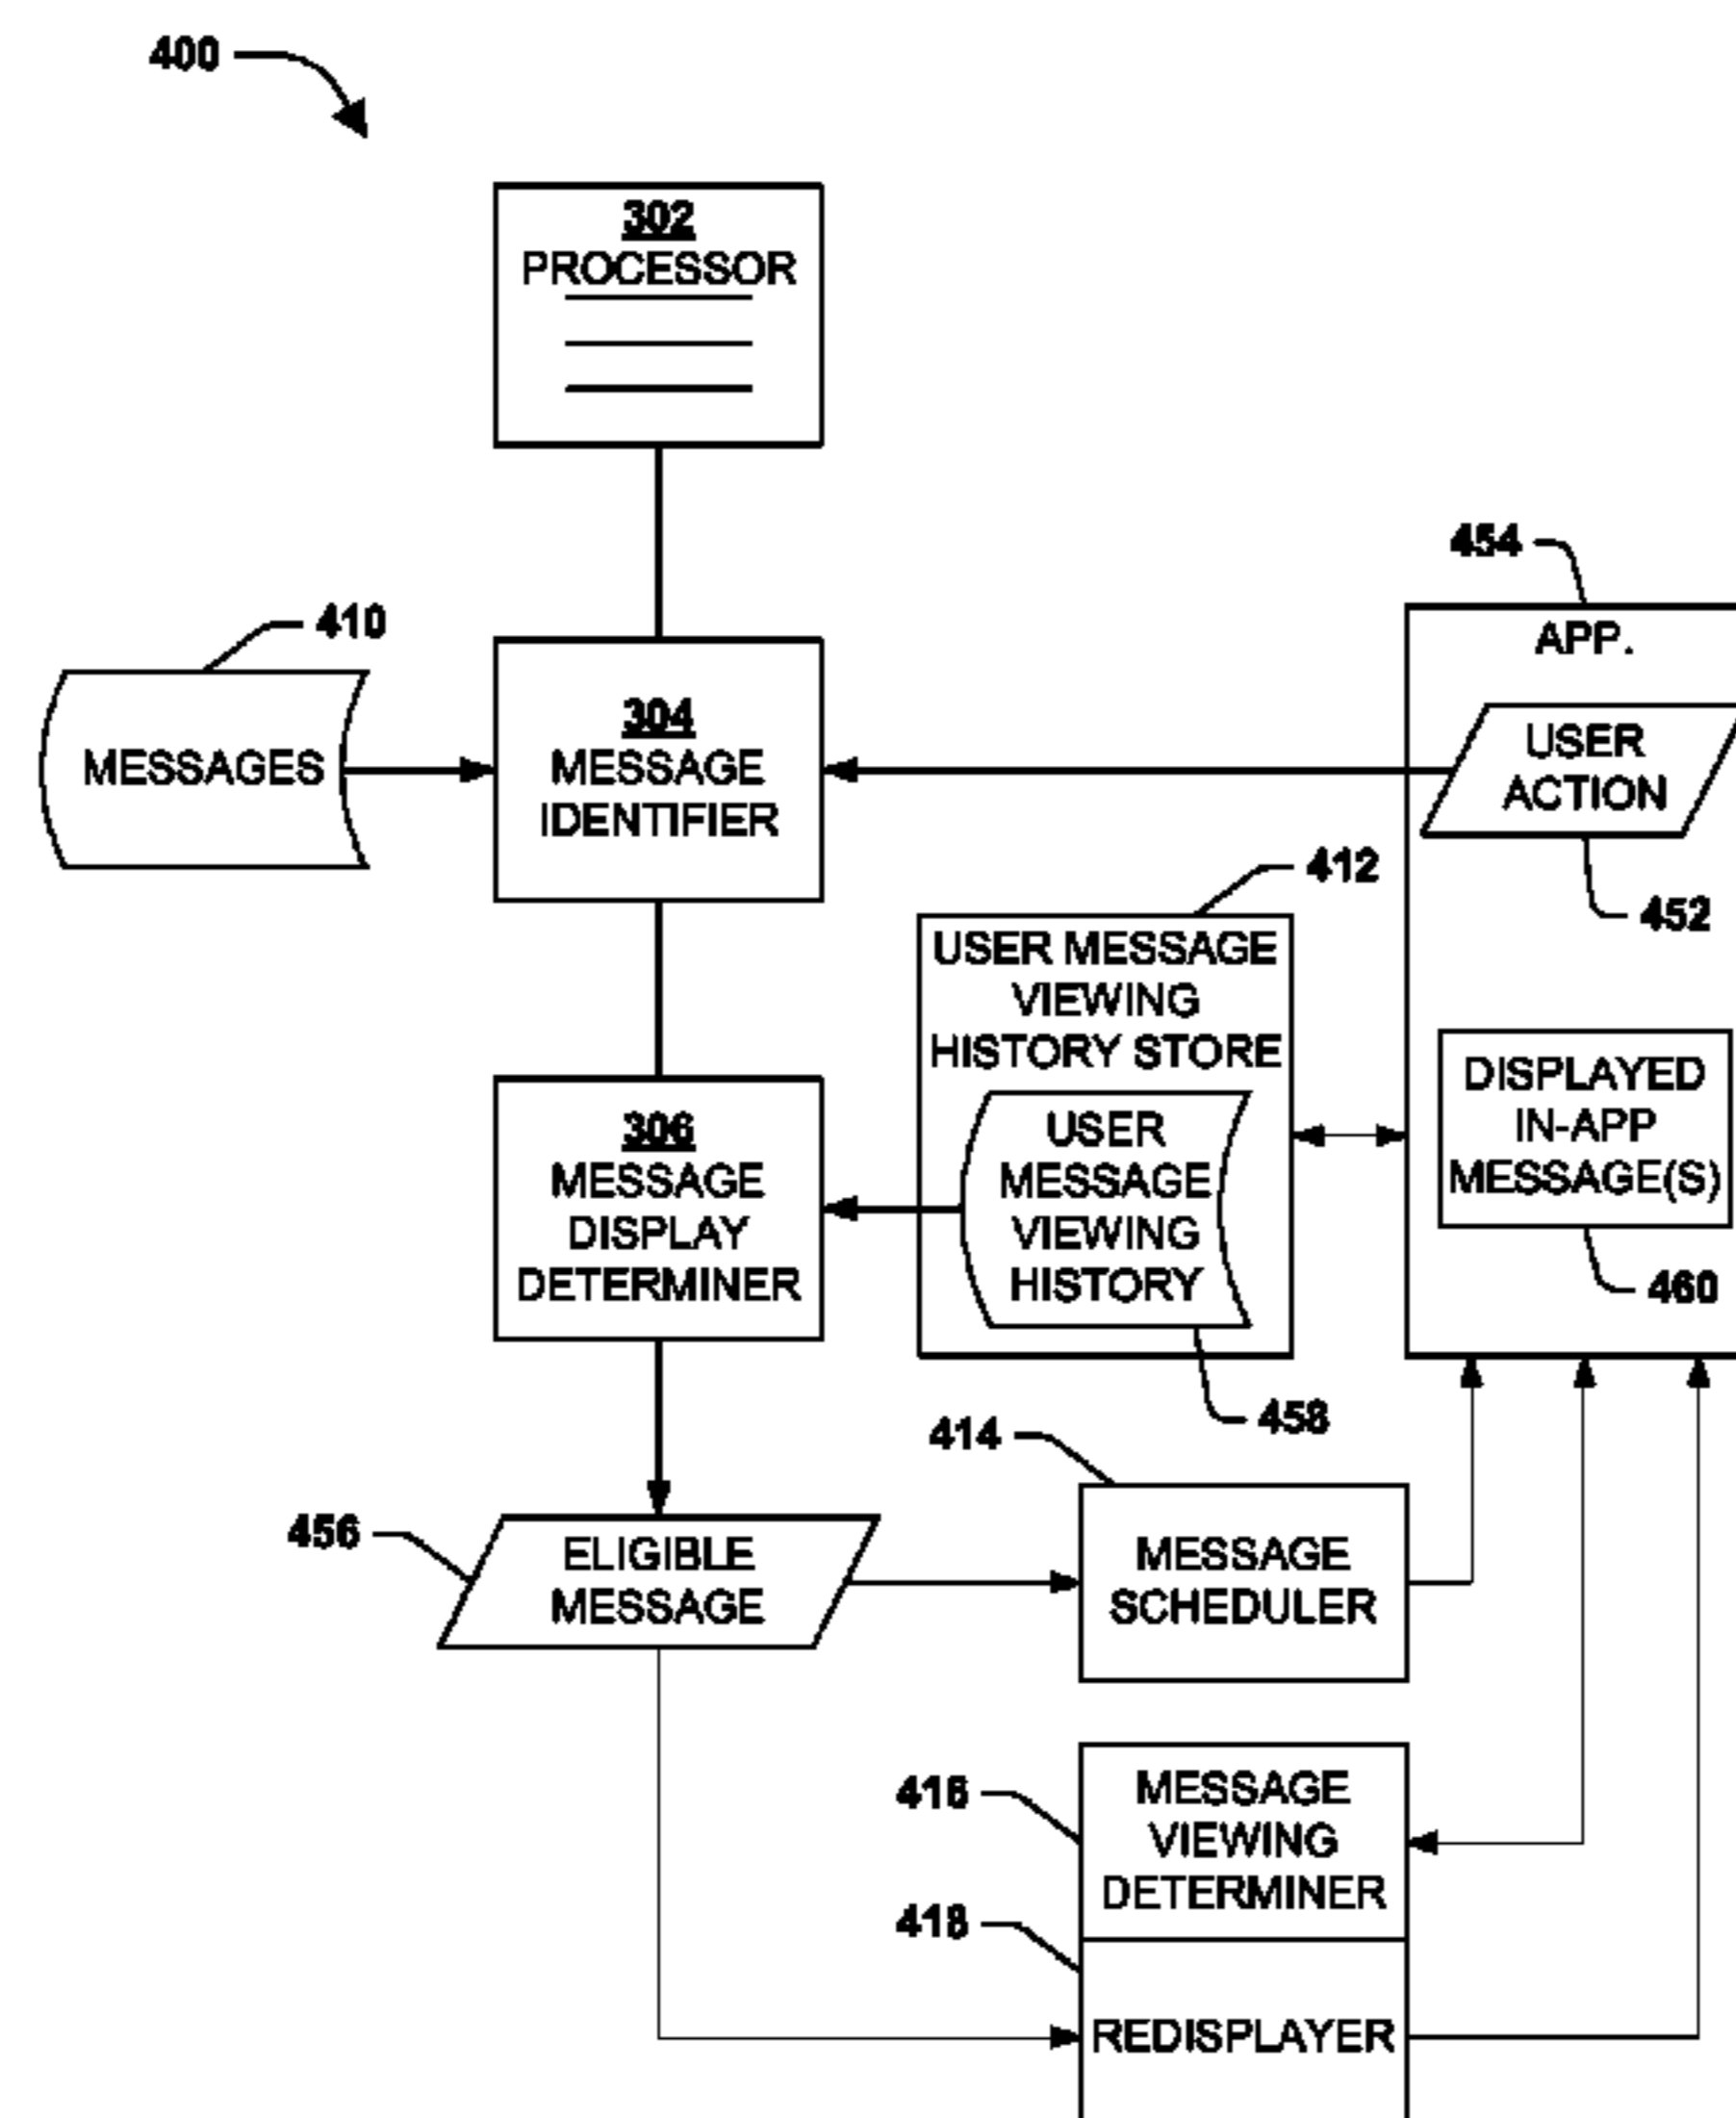 400
302
PROCESSOR
454
410
APP.
MESSAGES
304
MESSAGE
IDENTIFIER
USER
ACTION
412
452
USER MESSAGE
VIEWING
HISTORY STORE
DISPLAYED
IN-APP
MESSAGE(S)
306
MESSAGE
DISPLAY
DETERMINER
USER
MESSAGE
VIEWING
HISTORY
460
458
414
456
ELIGIBLE
MESSAGE
MESSAGE
SCHEDULER
416
MESSAGE
VIEWING
DETERMINER
418
REDISPLAYER